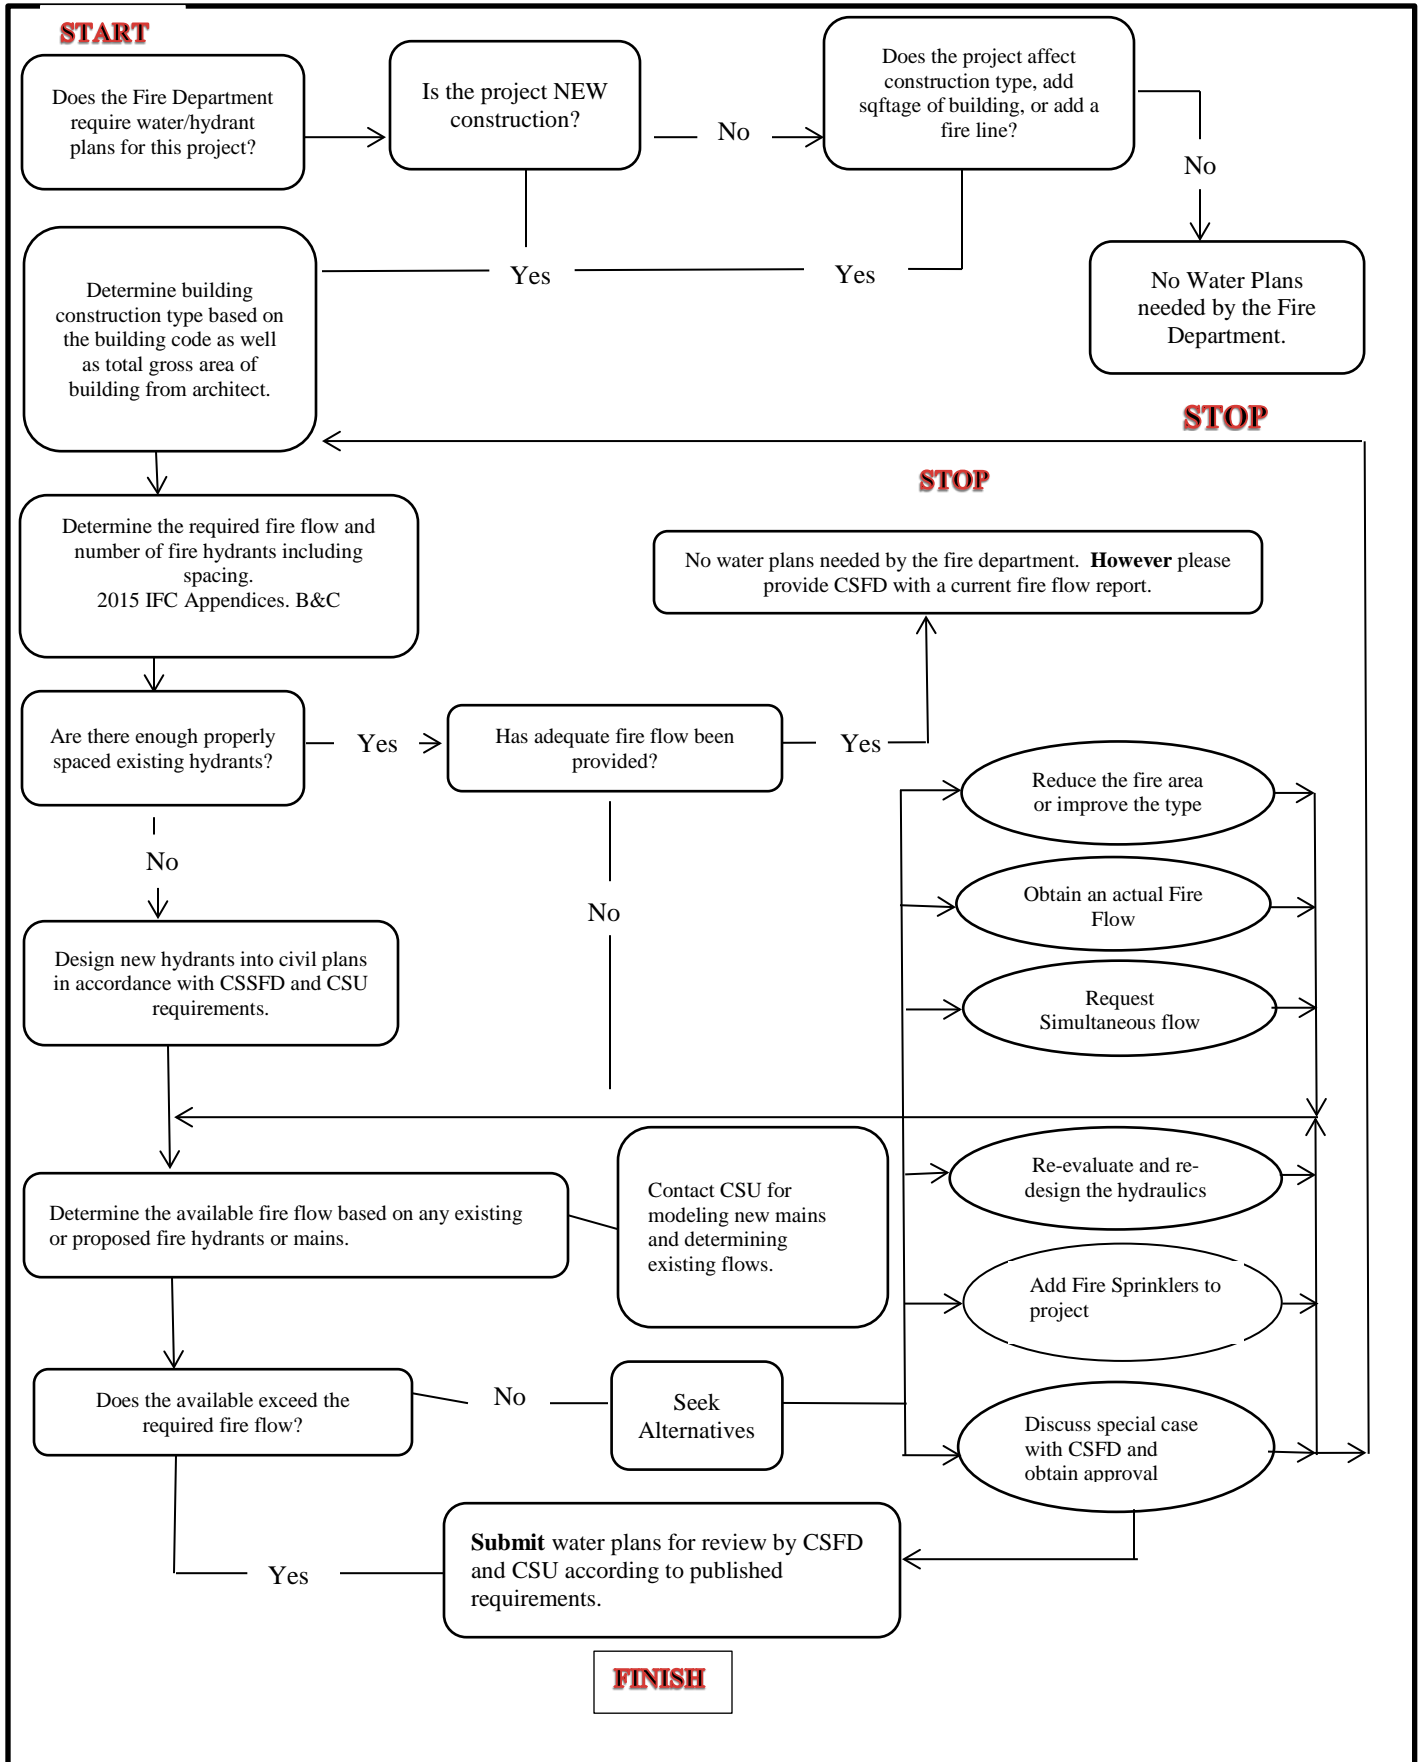 START
Does the Fire Department
require water/hydrant
plans for this project?
Is the project NEW
construction?
No
Does the project affect
construction type, add
sqftage of building, or add a
fire line?
No
Yes
Yes
No Water Plans
needed by the Fire
Department.
STOP
Determine building
construction type based on
the building code as well
as total gross area of
building from architect.
STOP
Determine the required fire flow and
number of fire hydrants including
spacing.
2015 IFC Appendices. B&C
No water plans needed by the fire department. However please
provide CSFD with a current fire flow report.
Are there enough properly
spaced existing hydrants?
Yes
Has adequate fire flow been
provided?
Yes
No
No
Reduce the fire area
or improve the type
Obtain an actual Fire
Flow
Request
Simultaneous flow
Design new hydrants into civil plans
in accordance with CSSFD and CSU
requirements.
Determine the available fire flow based on any existing
or proposed fire hydrants or mains.
Contact CSU for
modeling new mains
and determining
existing flows.
Re-evaluate and re-
design the hydraulics
Add Fire Sprinklers to
project
Does the available exceed the
required fire flow?
No
Seek
Alternatives
Discuss special case
with CSFD and
obtain approval
Yes
Submit water plans for review by CSFD
and CSU according to published
requirements.
FINISH